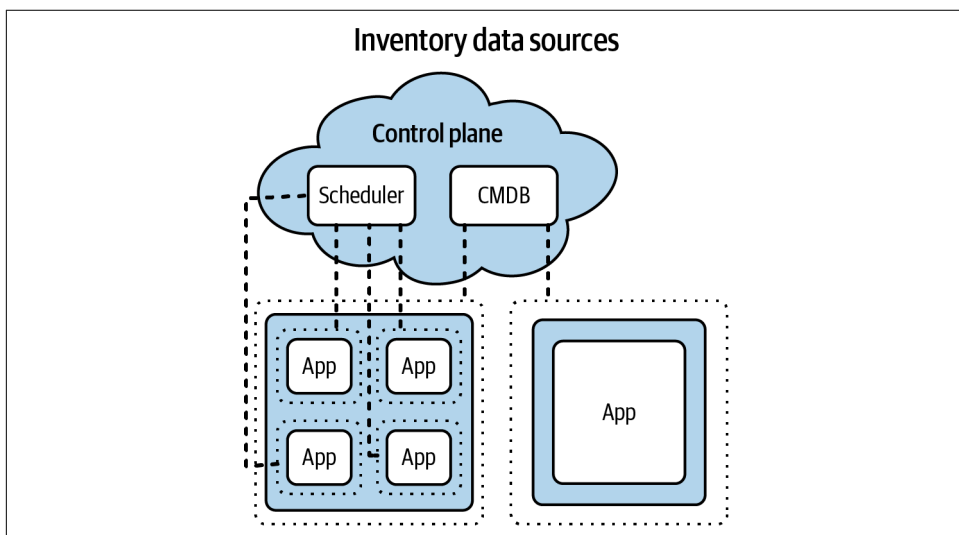 Inventory data sources
Control plane
Scheduler
CMDB
App
App
App
App
App